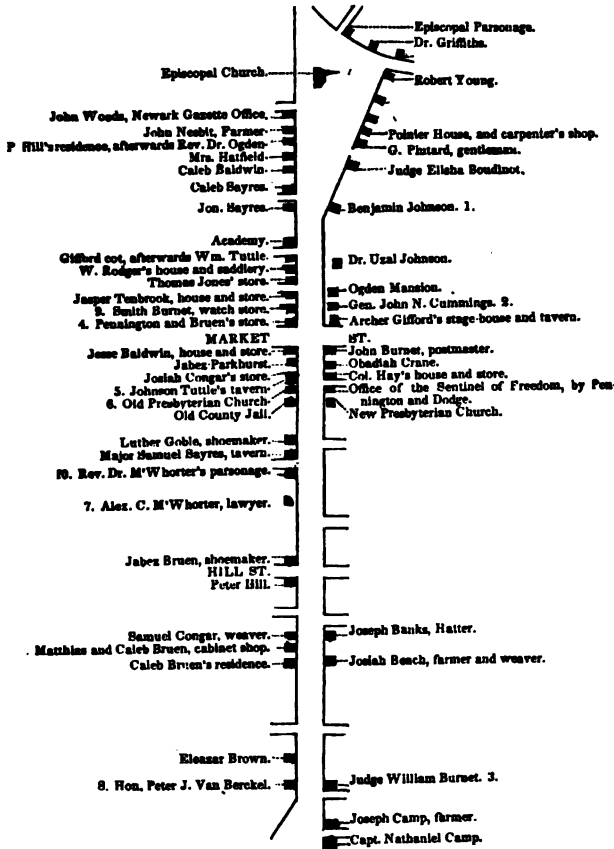 Episcopal Parsonage.
Dr. Griffiths.
Episcopal Church.
Robert Young.
John Woods, Newark Gazette Office.
John Nesbit, Farmer
P Hill's residence, afterwards Rev. Dr. Ogden
Mrs. Hatfield
Caleb Baldwin.
Caleb Sayres.
Jon. Sayres.
Academy.
Gifford cot, afterwards Wm. Tuttle.
W. Rodger's house and saddlery.
Thomas Jones' store.
Jasper Tenbrook, house and store.
9. Smith Burnet, watch store.
4. Pennington and Bruen's store.
Pointer House, and carpenter's shop.
G. Pintard, gentleman.
Judge Elisha Boudinot.
Benjamin Johnson. 1.
Dr. Uzal Johnson.
Ogden Mansion.
Gen. John N. Cummings. 2.
Archer Gifford's stage-house and tavern.
MARKET ST.
Jesse Baldwin, house and store.
Jabez Parkhurst.
Josiah Congar's store.
5. Johnson Tuttle's tavern
6. Old Presbyterian Church
Old County Jail.
John Burnet, postmaster.
Obadiah Crane.
Col. Hay's house and store.
Office of the Sentinel of Freedom, by Pen-
nington and Dodge.
New Presbyterian Church.
Luther Goble, shoemaker.
Major Samuel Sayres, tavern.
10. Rev. Dr. M'Whorter's parsonage.
7. Alex. C. M'Whorter, lawyer.
Jabez Bruen, shoemaker.
HILL ST.
Peter Hill.
Samuel Congar, weaver.
Matthias and Caleb Bruen, cabinet shop.
Caleb Bruen's residence.
Joseph Banks, Hatter.
Josiah Beach, farmer and weaver.
Eleazar Brown.
8. Hon. Peter J. Van Berckel.
Judge William Burnet. 3.
Joseph Camp, farmer.
Capt. Nathaniel Camp.